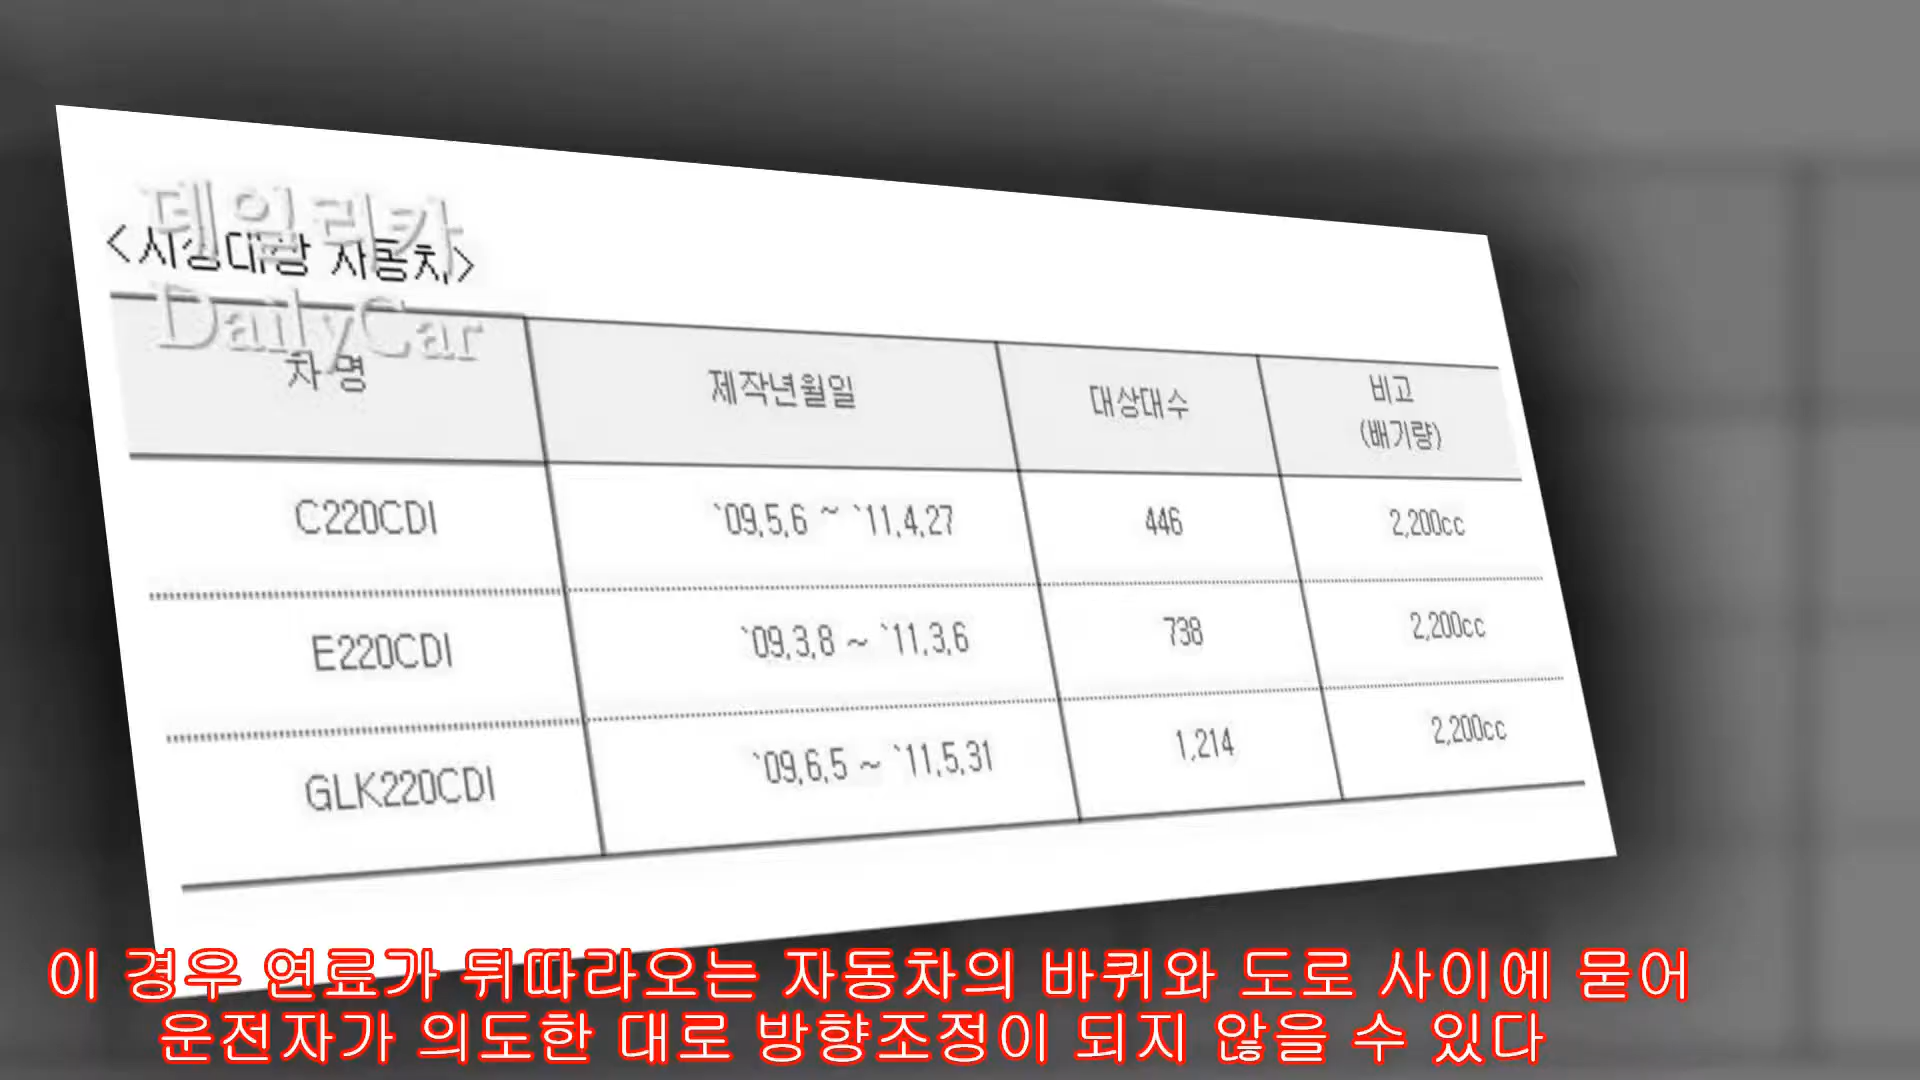 데일리카
<시정대상 자동차>
DailyCar
차 명
제작년월일
대상대수
비고
(배기량)
C220CDI
`09.5.6 ~ `11.4.27
446
2,200cc
E220CDI
`09.3.8 ~ `11.3.6
738
2,200cc
GLK220CDI
`09.6.5 ~ `11.5.31
1,214
2,200cc
이 경우 연료가 뒤따라오는 자동차의 바퀴와 도로 사이에 묻어
운전자가 의도한 대로 방향조정이 되지 않을 수 있다